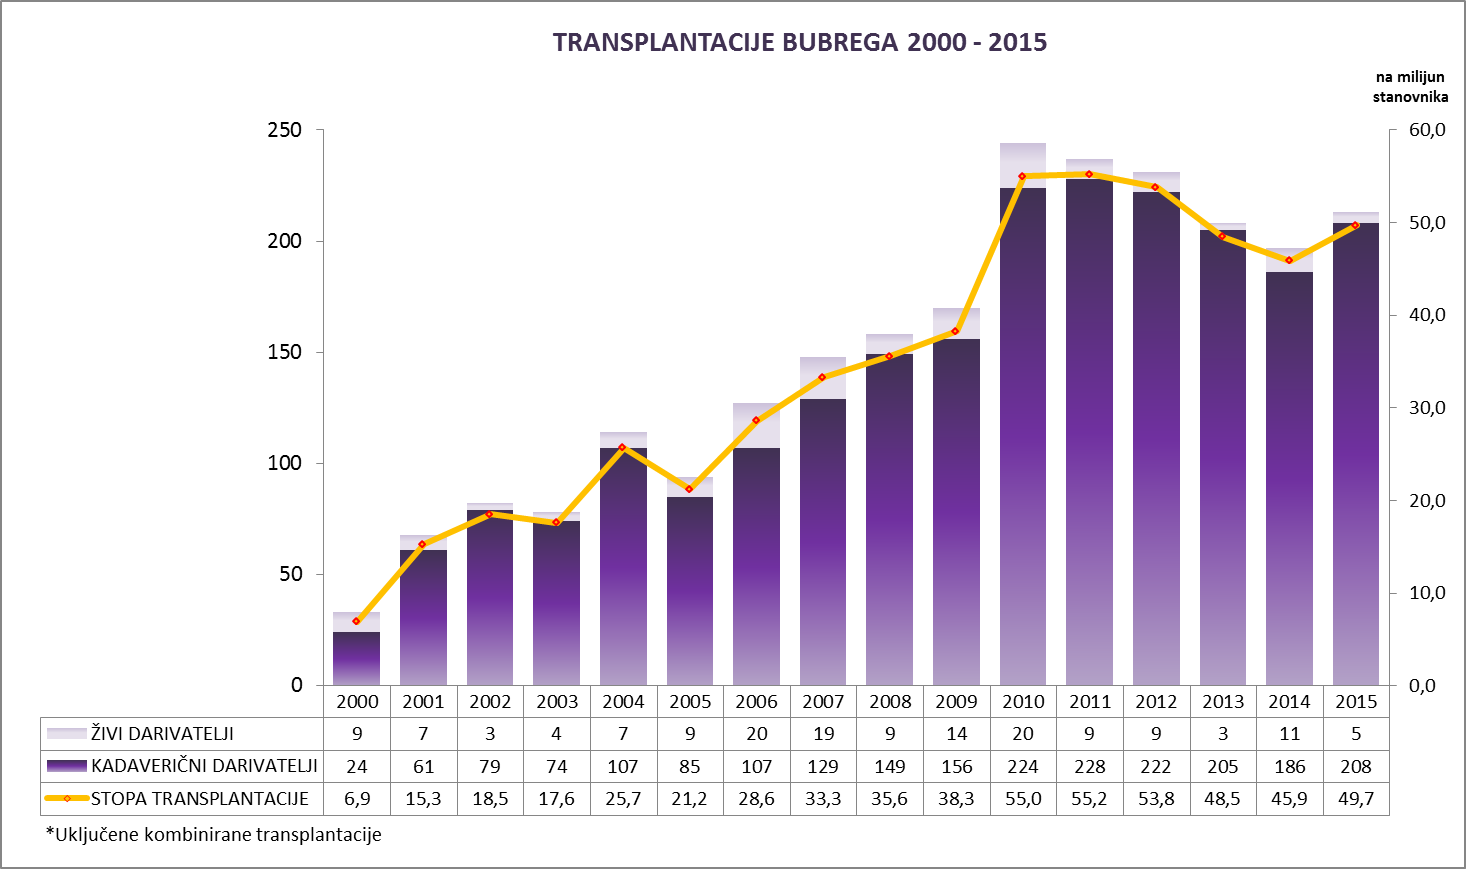 TRANSPLANTACIJE BUBREGA 2000 - 2015
na milijun
stanovnika
250 60,0
200 50,0
150 40,0
100 30,0
50 20,0
0 10,0
0,0
2000 2001 2002 2003 2004 2005 2006 2007 2008 2009 2010 2011 2012 2013 2014 2015
ŽIVI DARIVATELJI 9 7 3 4 7 9 20 19 9 14 20 9 9 3 11 5
KADAVERIČNI DARIVATELJI 24 61 79 74 107 85 107 129 149 156 224 228 222 205 186 208
STOPA TRANSPLANTACIJE 6,9 15,3 18,5 17,6 25,7 21,2 28,6 33,3 35,6 38,3 55,0 55,2 53,8 48,5 45,9 49,7
*Uključene kombinirane transplantacije